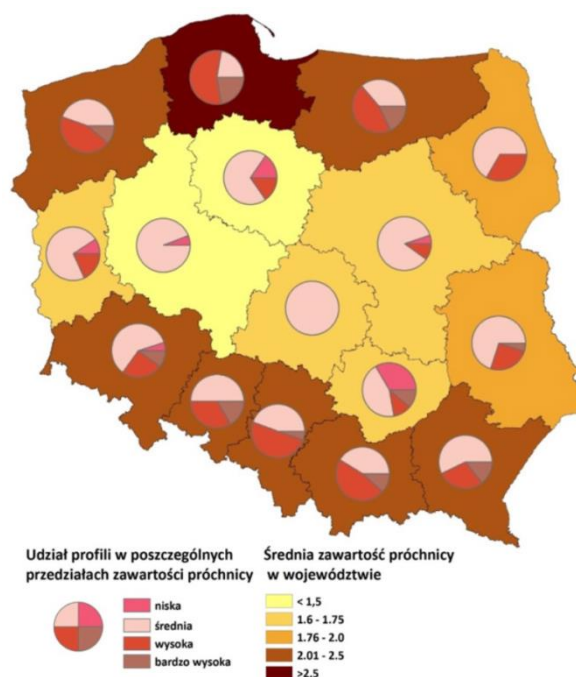 Udział profili w poszczególnych
przedziałach zawartości próchnicy
niska
średnia
wysoka
bardzo wysoka
Średnia zawartość próchnicy
w województwie
< 1,5
1.6 - 1.75
1.76 - 2.0
2.01 - 2.5
>2.5